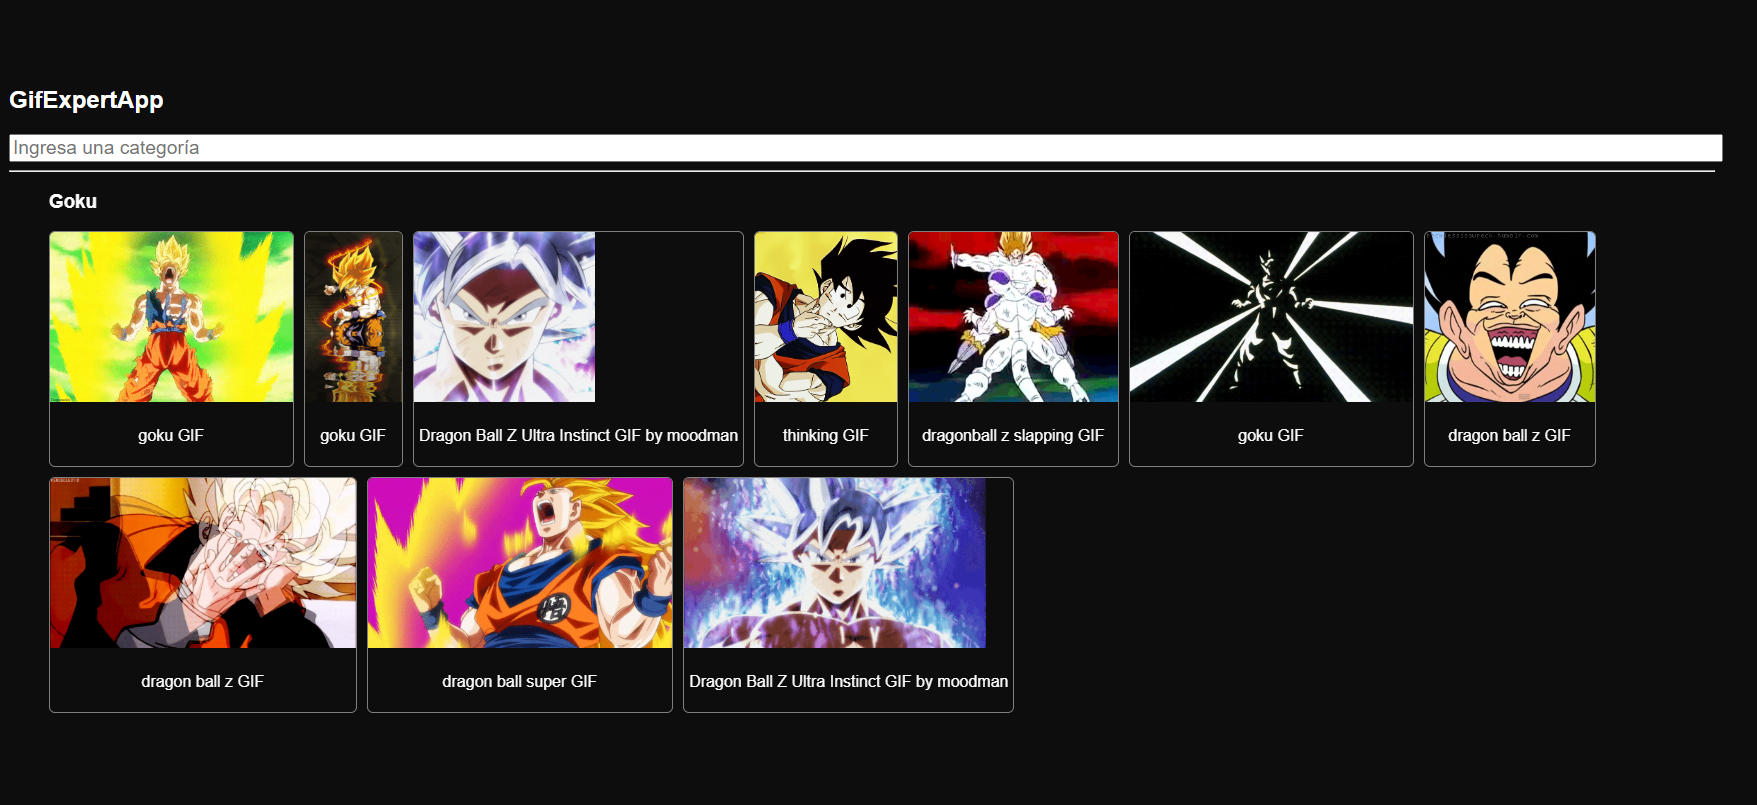 GifExpertApp
Ingresa una categoría
Goku
goku GIF
goku GIF
Dragon Ball Z Ultra Instinct GIF by moodman
thinking GIF
dragonball z slapping GIF
goku GIF
dragon ball z GIF
dragon ball z GIF
dragon ball super GIF
Dragon Ball Z Ultra Instinct GIF by moodman